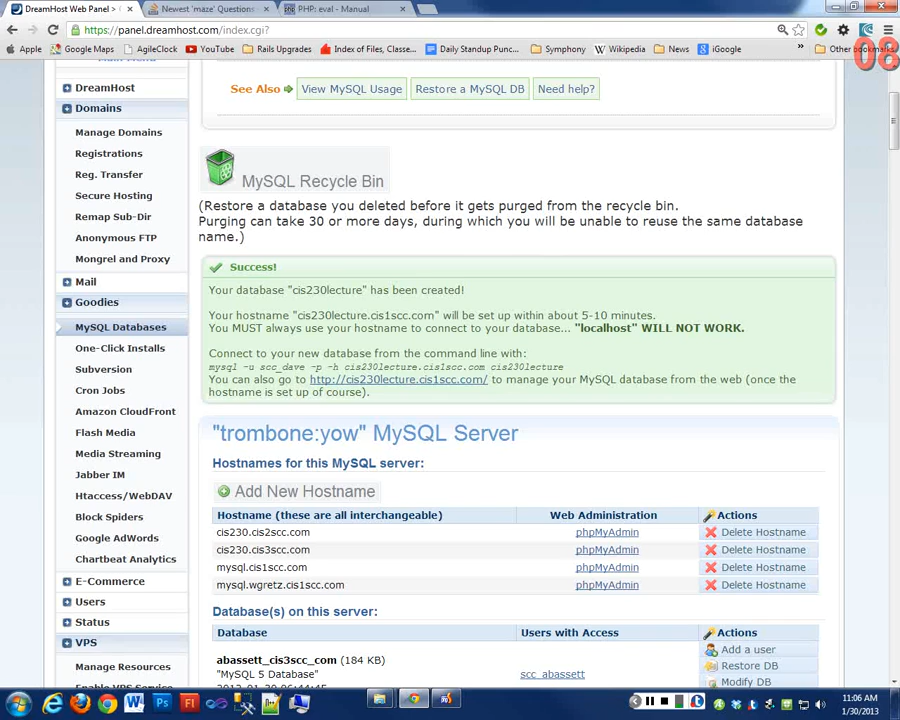 DreamHost Web Panel >
Newest 'maze' Questions
PHP: eval - Manual
https://panel.dreamhost.com/index.cgi?
Apple
Google Maps
AgileClock
YouTube
Rails Upgrades
Index of Files, Classe...
Daily Standup Punc...
Symphony
Wikipedia
News
iGoogle
»
Other bookmarks
08
DreamHost
Domains
Manage Domains
Registrations
Reg. Transfer
Secure Hosting
Remap Sub-Dir
Anonymous FTP
Mongrel and Proxy
Mail
Goodies
MySQL Databases
One-Click Installs
Subversion
Cron Jobs
Amazon CloudFront
Flash Media
Media Streaming
Jabber IM
Htaccess/WebDAV
Block Spiders
Google AdWords
Chartbeat Analytics
E-Commerce
Users
Status
VPS
Manage Resources
See Also
View MySQL Usage
Restore a MySQL DB
Need help?
MySQL Recycle Bin
(Restore a database you deleted before it gets purged from the recycle bin.
Purging can take 30 or more days, during which you will be unable to reuse the same database
name.)
Success!
Your database "cis230lecture" has been created!
Your hostname "cis230lecture.cis1scc.com" will be set up within about 5-10 minutes.
You MUST always use your hostname to connect to your database... "localhost" WILL NOT WORK.
Connect to your new database from the command line with:
mysql -u scc_dave -p -h cis230lecture.cis1scc.com cis230lecture
You can also go to http://cis230lecture.cis1scc.com/ to manage your MySQL database from the web (once the
hostname is set up of course).
"trombone:yow" MySQL Server
Hostnames for this MySQL server:
Add New Hostname
Hostname (these are all interchangeable) Web Administration Actions
cis230.cis2scc.com phpMyAdmin Delete Hostname
cis230.cis3scc.com phpMyAdmin Delete Hostname
mysql.cis1scc.com phpMyAdmin Delete Hostname
mysql.wgretz.cis1scc.com phpMyAdmin Delete Hostname
Database(s) on this server:
Database Users with Access Actions
abassett_cis3scc_com (184 KB)
"MySQL 5 Database"
scc_abassett
Add a user
Restore DB
Modify DB
11:06 AM
1/30/2013